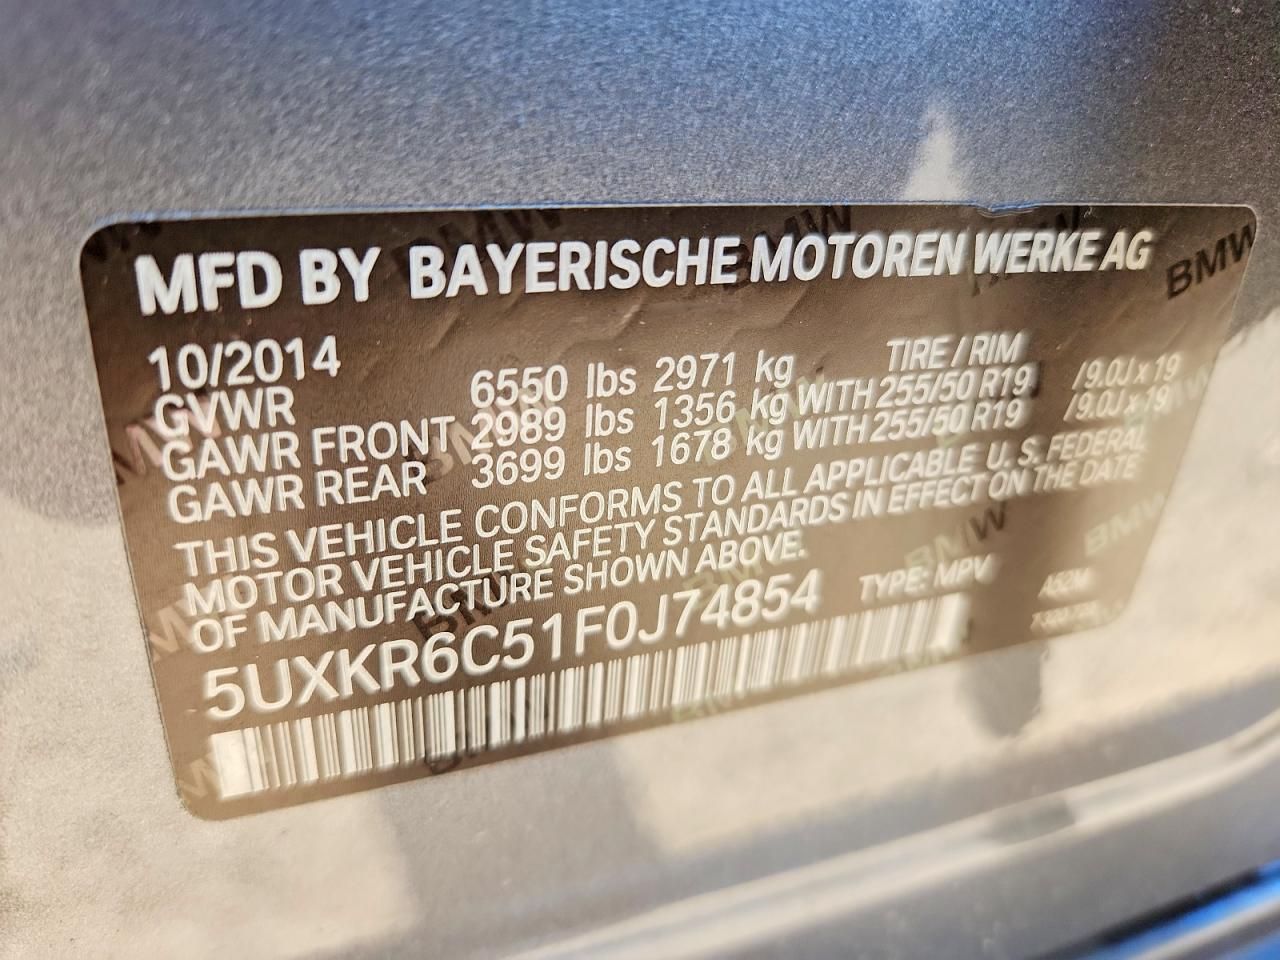 MFD BY BAYERISCHE MOTOREN WERKE AG
10/2014 TIRE / RIM
GVWR 6550 lbs 2971 kg
GAWR FRONT 2989 lbs 1356 kg WITH 255/50 R19 /9.0J x 19
GAWR REAR 3699 lbs 1678 kg WITH 255/50 R19 /9.0J x 19
THIS VEHICLE CONFORMS TO ALL APPLICABLE U. S. FEDERAL
MOTOR VEHICLE SAFETY STANDARDS IN EFFECT ON THE DATE
OF MANUFACTURE SHOWN ABOVE.
5UXKR6C51F0J74854 TYPE: MPV A52M